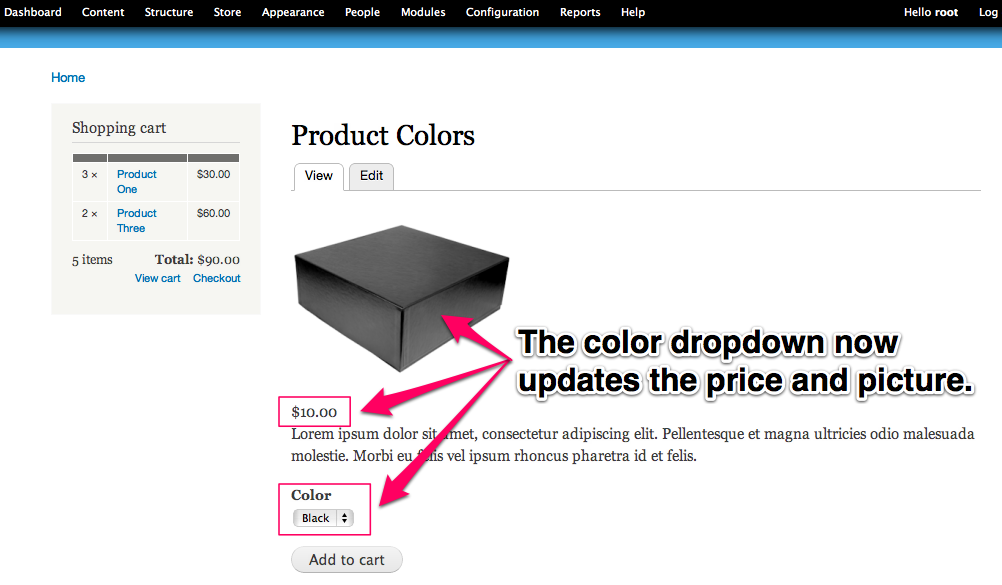 Dashboard Content Structure Store Appearance People Modules Configuration Reports Help Hello root Log
Home
Shopping cart
3 × Product One $30.00
2 × Product Three $60.00
5 items Total: $90.00
View cart Checkout
Product Colors
View Edit
The color dropdown now
updates the price and picture.
$10.00
Lorem ipsum dolor sit amet, consectetur adipiscing elit. Pellentesque et magna ultricies odio malesuada
molestie. Morbi eu felis vel ipsum rhoncus pharetra id et felis.
Color
Black
Add to cart